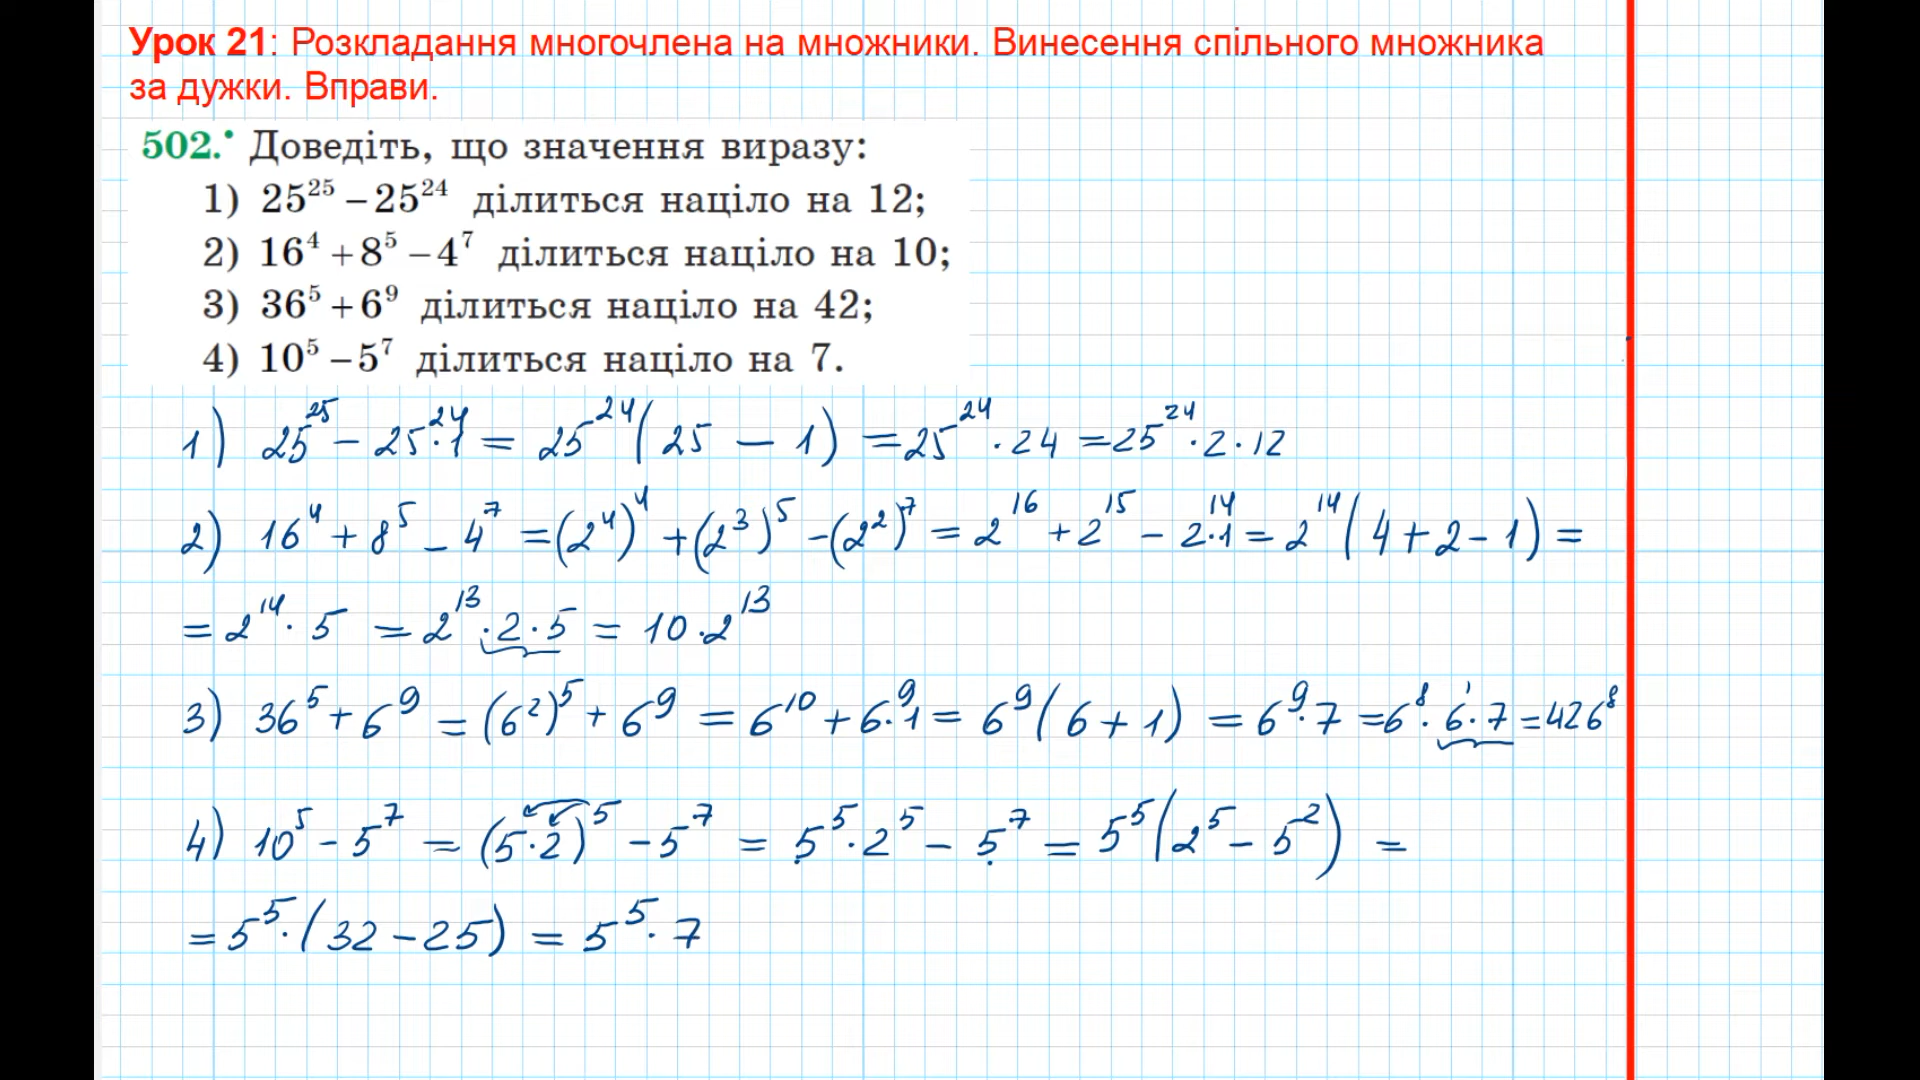 Урок 21: Розкладання многочлена на множники. Винесення спільного множника
за дужки. Вправи.
502.• Доведіть, що значення виразу:
1) 25²⁵ – 25²⁴ ділиться націло на 12;
2) 16⁴ + 8⁵ – 4⁷ ділиться націло на 10;
3) 36⁵ + 6⁹ ділиться націло на 42;
4) 10⁵ – 5⁷ ділиться націло на 7.
1) 25²⁵ – 25²⁴·1 = 25²⁴(25 – 1) = 25²⁴·24 = 25²⁴·2·12
2) 16⁴ + 8⁵ – 4⁷ = (2⁴)⁴ + (2³)⁵ – (2²)⁷ = 2¹⁶ + 2¹⁵ – 2¹⁴·1 = 2¹⁴(4 + 2 – 1) =
= 2¹⁴·5 = 2¹³·2·5 = 10·2¹³
3) 36⁵ + 6⁹ = (6²)⁵ + 6⁹ = 6¹⁰ + 6⁹·1 = 6⁹(6 + 1) = 6⁹·7 = 6⁸·6¹·7 = 426⁸
4) 10⁵ – 5⁷ = (5·2)⁵ – 5⁷ = 5⁵·2⁵ – 5⁷ = 5⁵(2⁵ – 5²) =
= 5⁵·(32 – 25) = 5⁵·7